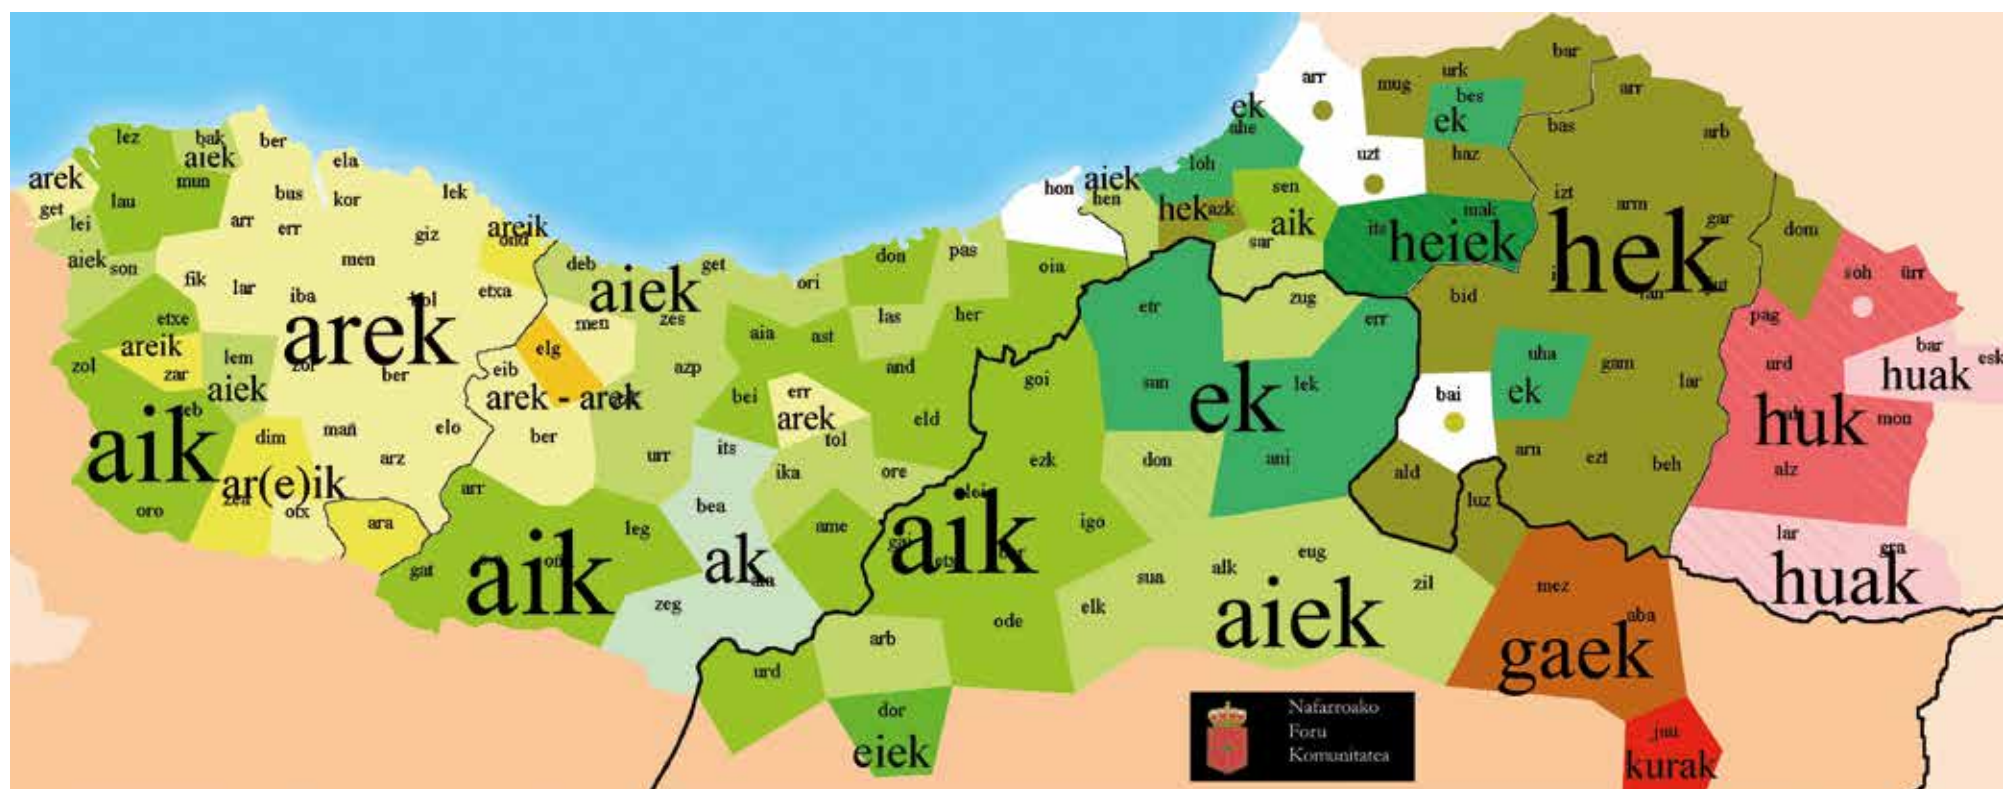 bar
arr
mug
urk
arr
bes
ek
ek
ahe
bas
arb
lez
bak
aiek
ber
ela
uzt
haz
loh
arek
mun
lau
bus
kor
lek
hon
aiek
hen
sen
izt
get
lei
arr
err
giz
areik
hek
azk
aik
mak
heiek
its
arm
gar
hek
dom
aiek
son
men
sar
deb
get
don
pas
oia
fik
lar
iba
etxa
aiek
ori
soh
ürr
etxe
arek
men
zes
las
her
etr
zug
err
bid
pag
areik
zar
lem
aiek
zol
ber
elg
eib
arek - arek
azp
aia
ast
and
goi
sun
lek
ek
uha
ek
gam
lar
urd
bar
huak
esk
aik
bei
err
arek
eld
bai
huk
mon
dim
mañ
elo
ber
tol
arz
urr
its
ika
ore
ezk
don
ani
ald
arn
ezt
beh
alz
ar(e)ik
zea
otx
oro
ara
arr
leg
bea
ame
aik
igo
luz
lar
gra
huak
gat
aik
ak
zeg
sua
alk
eug
zil
mez
aba
elk
aiek
gaek
ode
arb
urd
dor
eiek
Nafarroako
Foru
Komunitatea
kurak